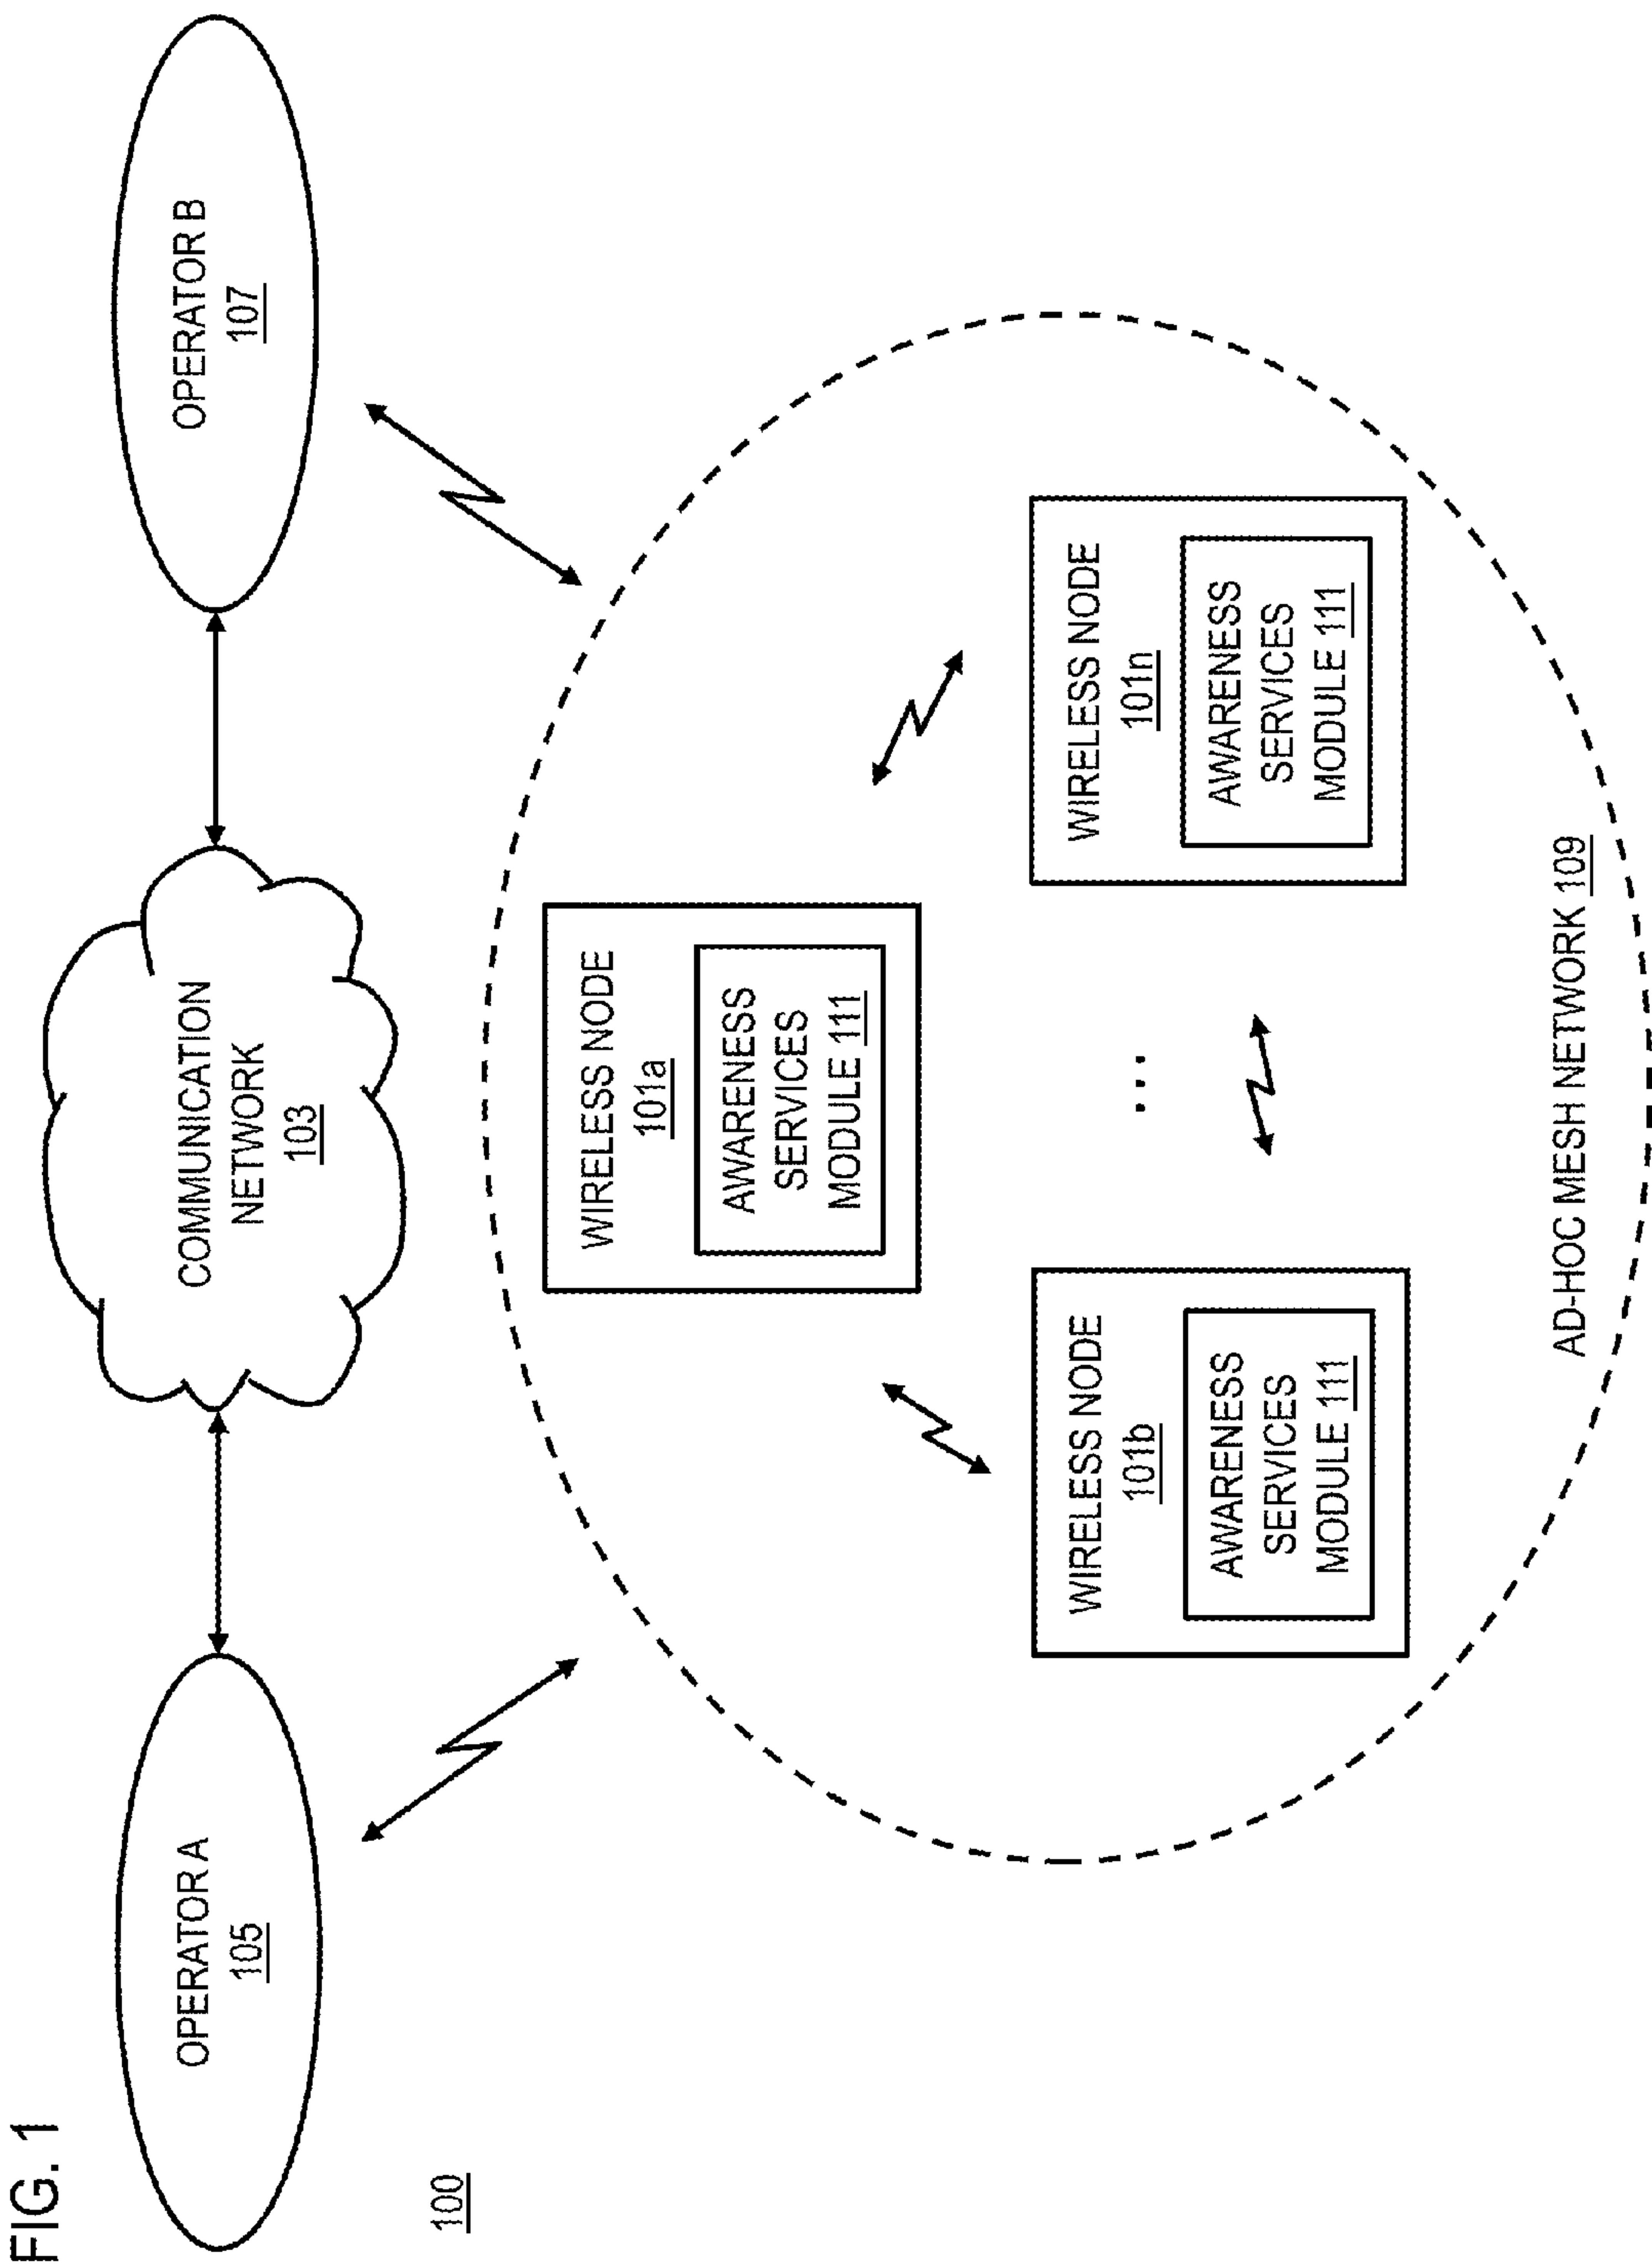 FIG. 1
OPERATOR A
105
COMMUNICATION
NETWORK
103
OPERATOR B
107
100
WIRELESS NODE
101a
AWARENESS
SERVICES
MODULE 111
WIRELESS NODE
101b
AWARENESS
SERVICES
MODULE 111
...
WIRELESS NODE
101n
AWARENESS
SERVICES
MODULE 111
AD-HOC MESH NETWORK 109